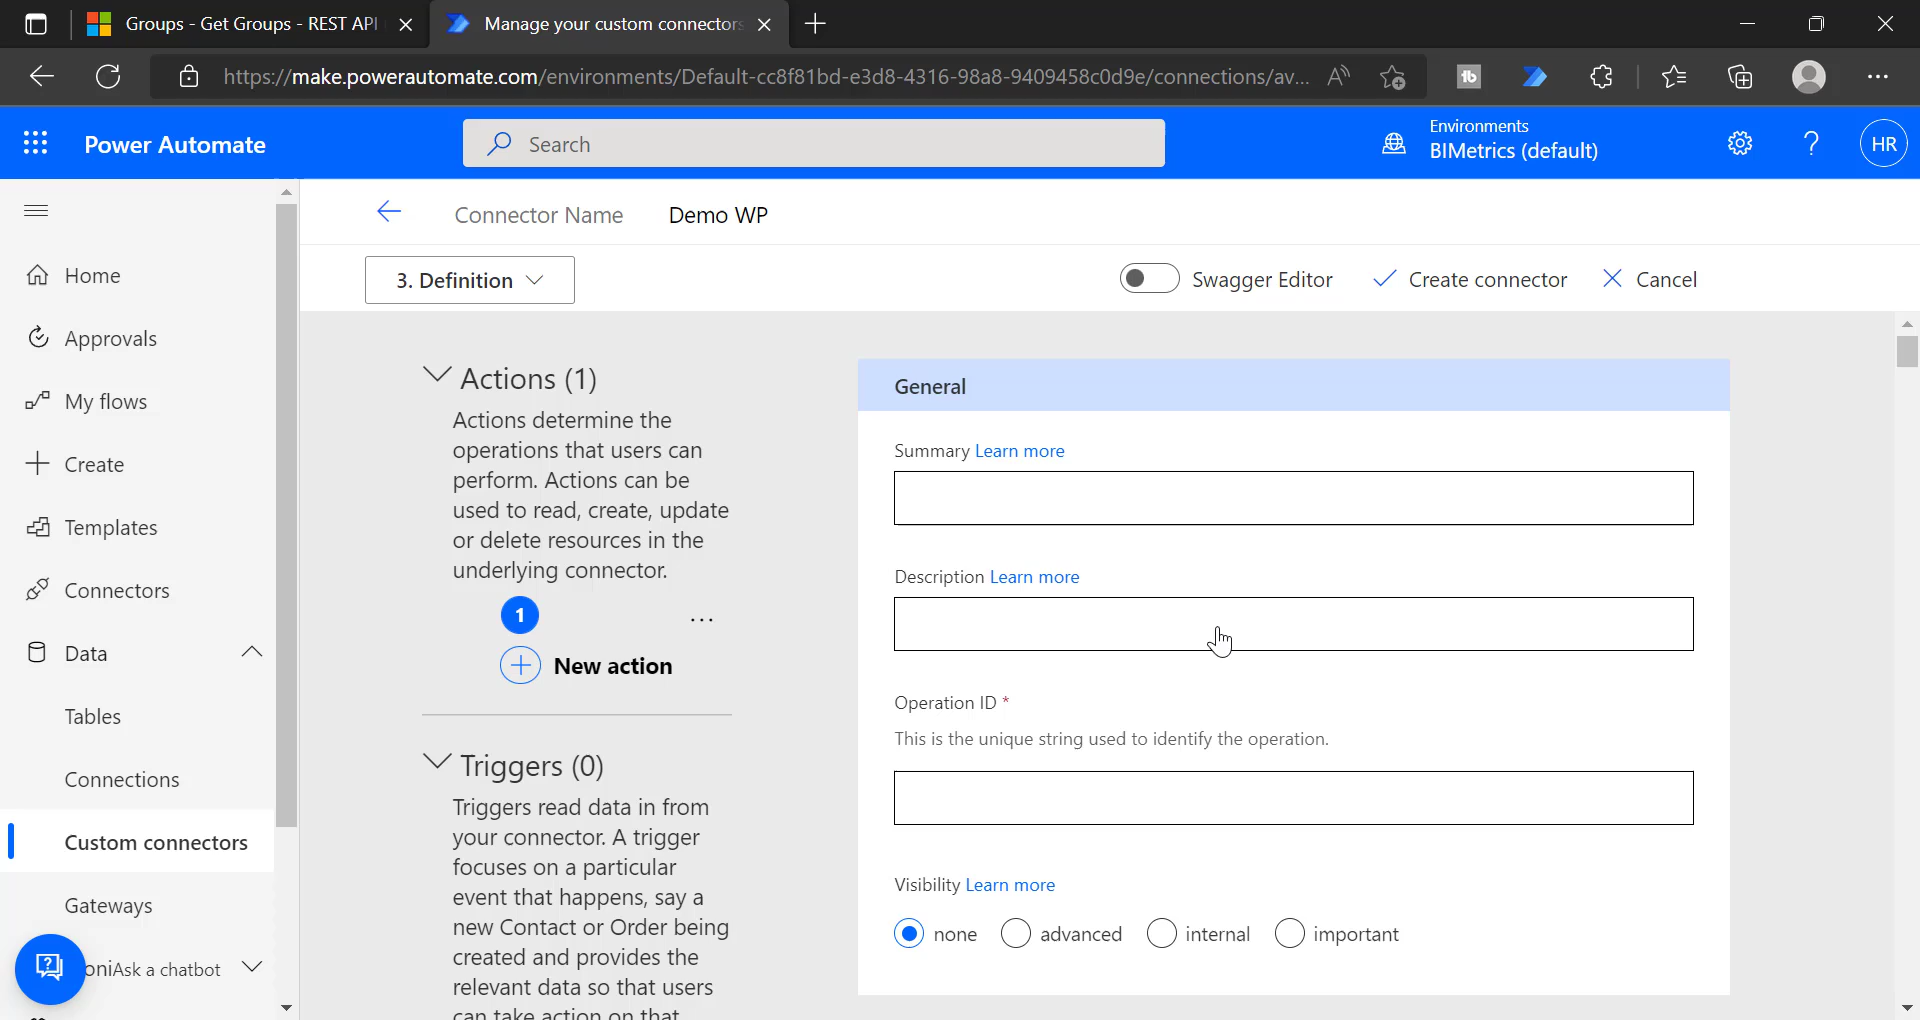 Groups - Get Groups - REST API
Manage your custom connectors
https://make.powerautomate.com/environments/Default-cc8f81bd-e3d8-4316-98a8-9409458c0d9e/connections/av...
Power Automate
Search
Environments
BIMetrics (default)
HR
Connector Name
Demo WP
3. Definition
Swagger Editor
Create connector
Cancel
Home
Approvals
My flows
Create
Templates
Connectors
Data
Tables
Connections
Custom connectors
Gateways
Ask a chatbot
Actions (1)
Actions determine the
operations that users can
perform. Actions can be
used to read, create, update
or delete resources in the
underlying connector.
1
...
New action
Triggers (0)
Triggers read data in from
your connector. A trigger
focuses on a particular
event that happens, say a
new Contact or Order being
created and provides the
relevant data so that users
can take action on that
General
Summary Learn more
Description Learn more
Operation ID *
This is the unique string used to identify the operation.
Visibility Learn more
none
advanced
internal
important